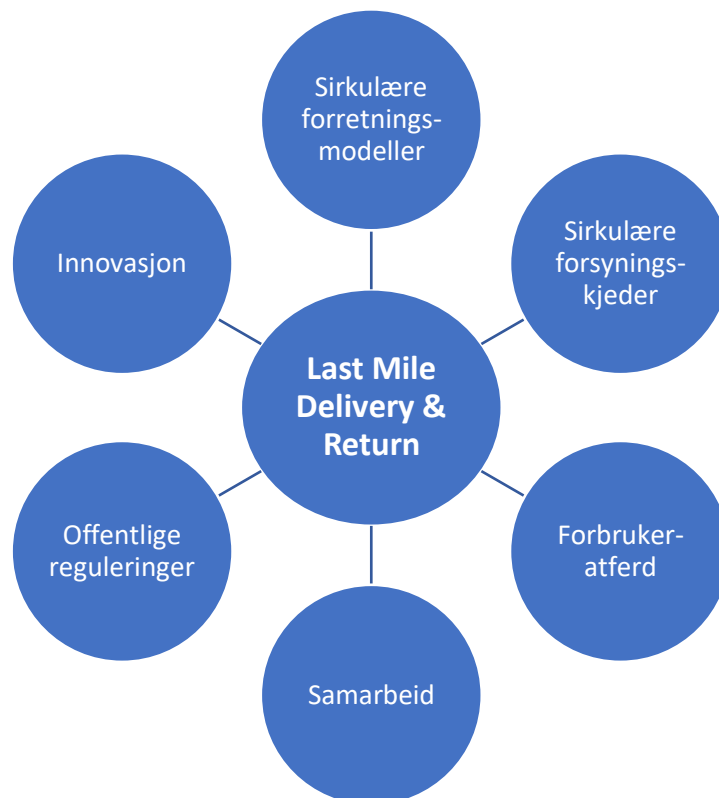 Sirkulære
forretnings-
modeller
Sirkulære
forsynings-
kjeder
Innovasjon
Last Mile
Delivery &
Return
Offentlige
reguleringer
Forbruker-
atferd
Samarbeid